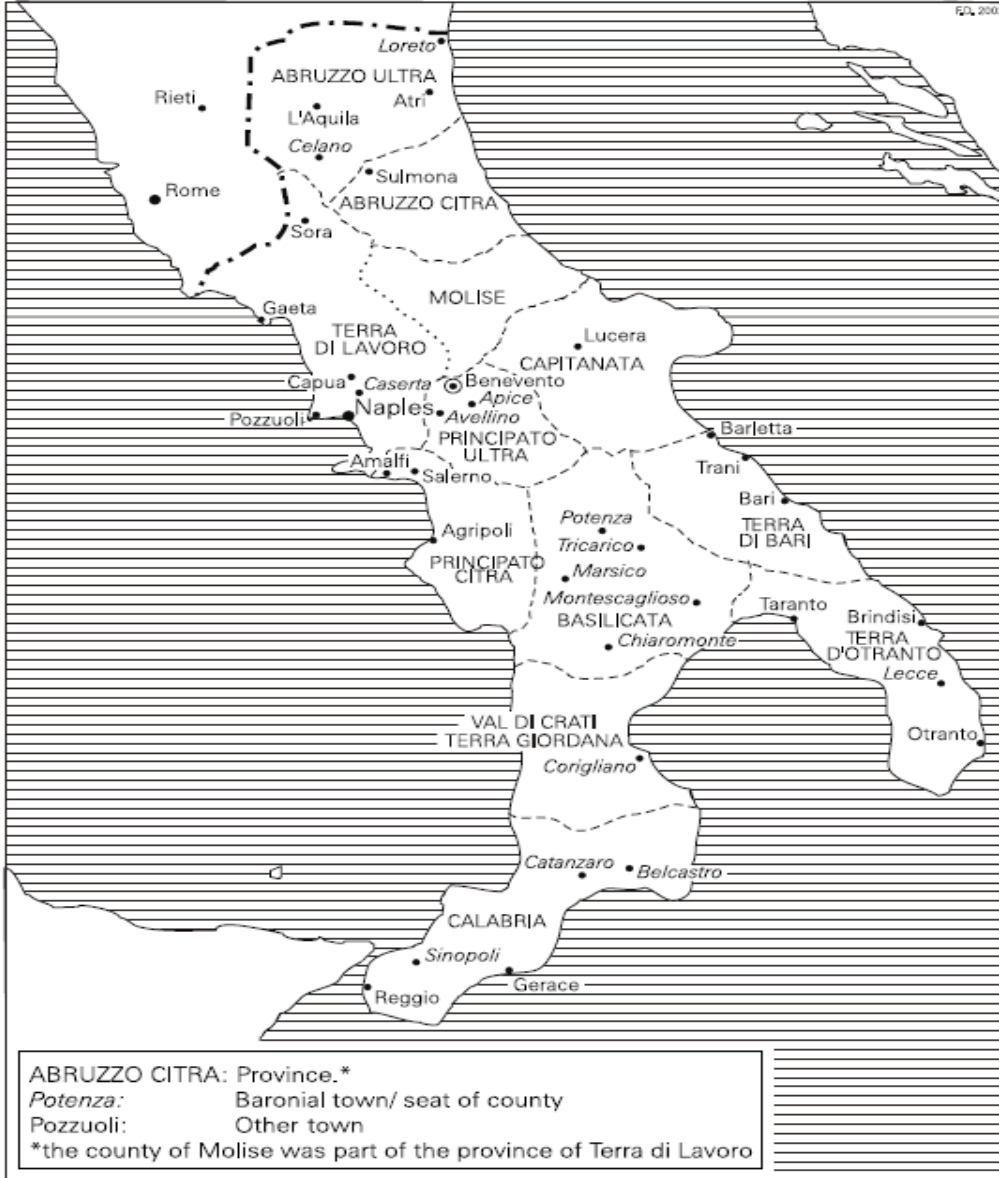 F.D. 200
Loreto
ABRUZZO ULTRA
Rieti
Atri
L'Aquila
Celano
Sulmona
Rome
ABRUZZO CITRA
Sora
MOLISE
Gaeta
TERRA
DI LAVORO
Lucera
CAPITANATA
Capua
Caserta
Benevento
Apice
Naples
Pozzuoli
Avellino
PRINCIPATO
ULTRA
Barletta
Amalfi
Salerno
Trani
Bari
Potenza
Agripoli
TERRA
DI BARI
Tricarico
PRINCIPATO
CITRA
Marsico
Montescaglioso
Taranto
Brindisi
BASILICATA
Chiaromonte
TERRA
D'OTRANTO
Lecce
VAL DI CRATI
TERRA GIORDANA
Otranto
Corigliano
Catanzaro
Belcastro
CALABRIA
Sinopoli
Gerace
Reggio
ABRUZZO CITRA: Province.*
Potenza: Baronial town/ seat of county
Pozzuoli: Other town
*the county of Molise was part of the province of Terra di Lavoro